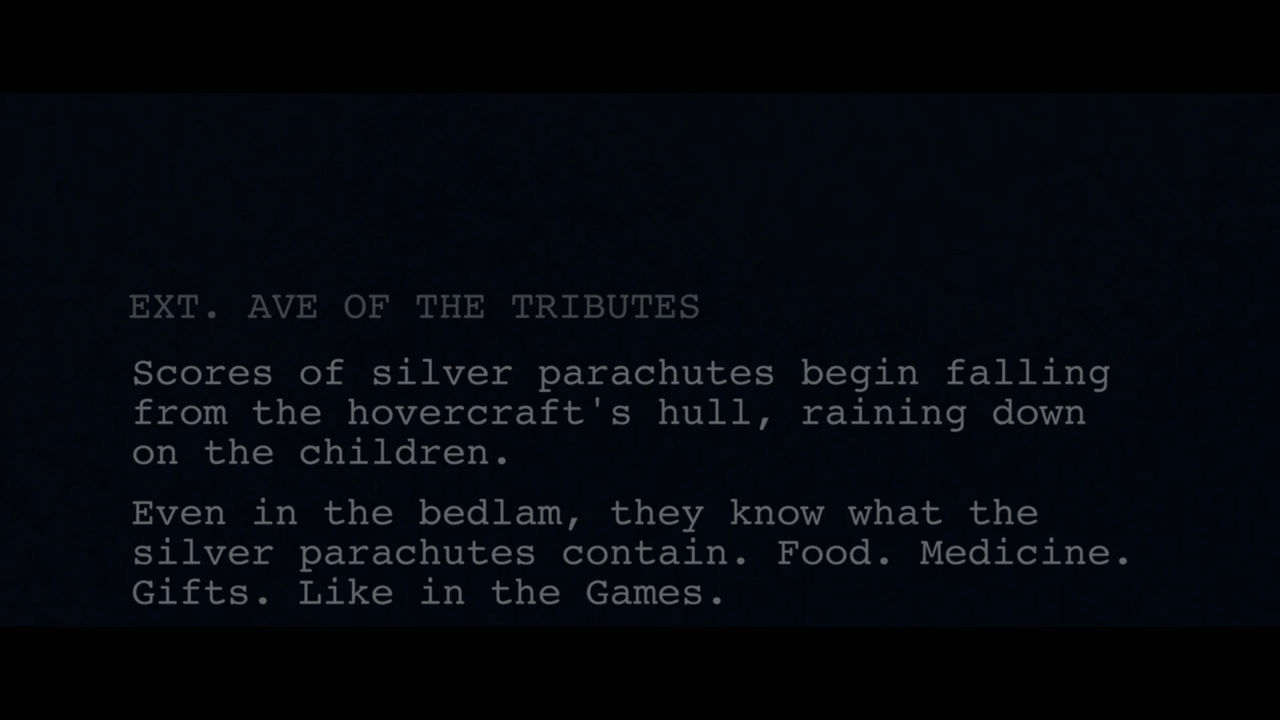 EXT. AVE OF THE TRIBUTES
Scores of silver parachutes begin falling
from the hovercraft's hull, raining down
on the children.
Even in the bedlam, they know what the
silver parachutes contain. Food. Medicine.
Gifts. Like in the Games.